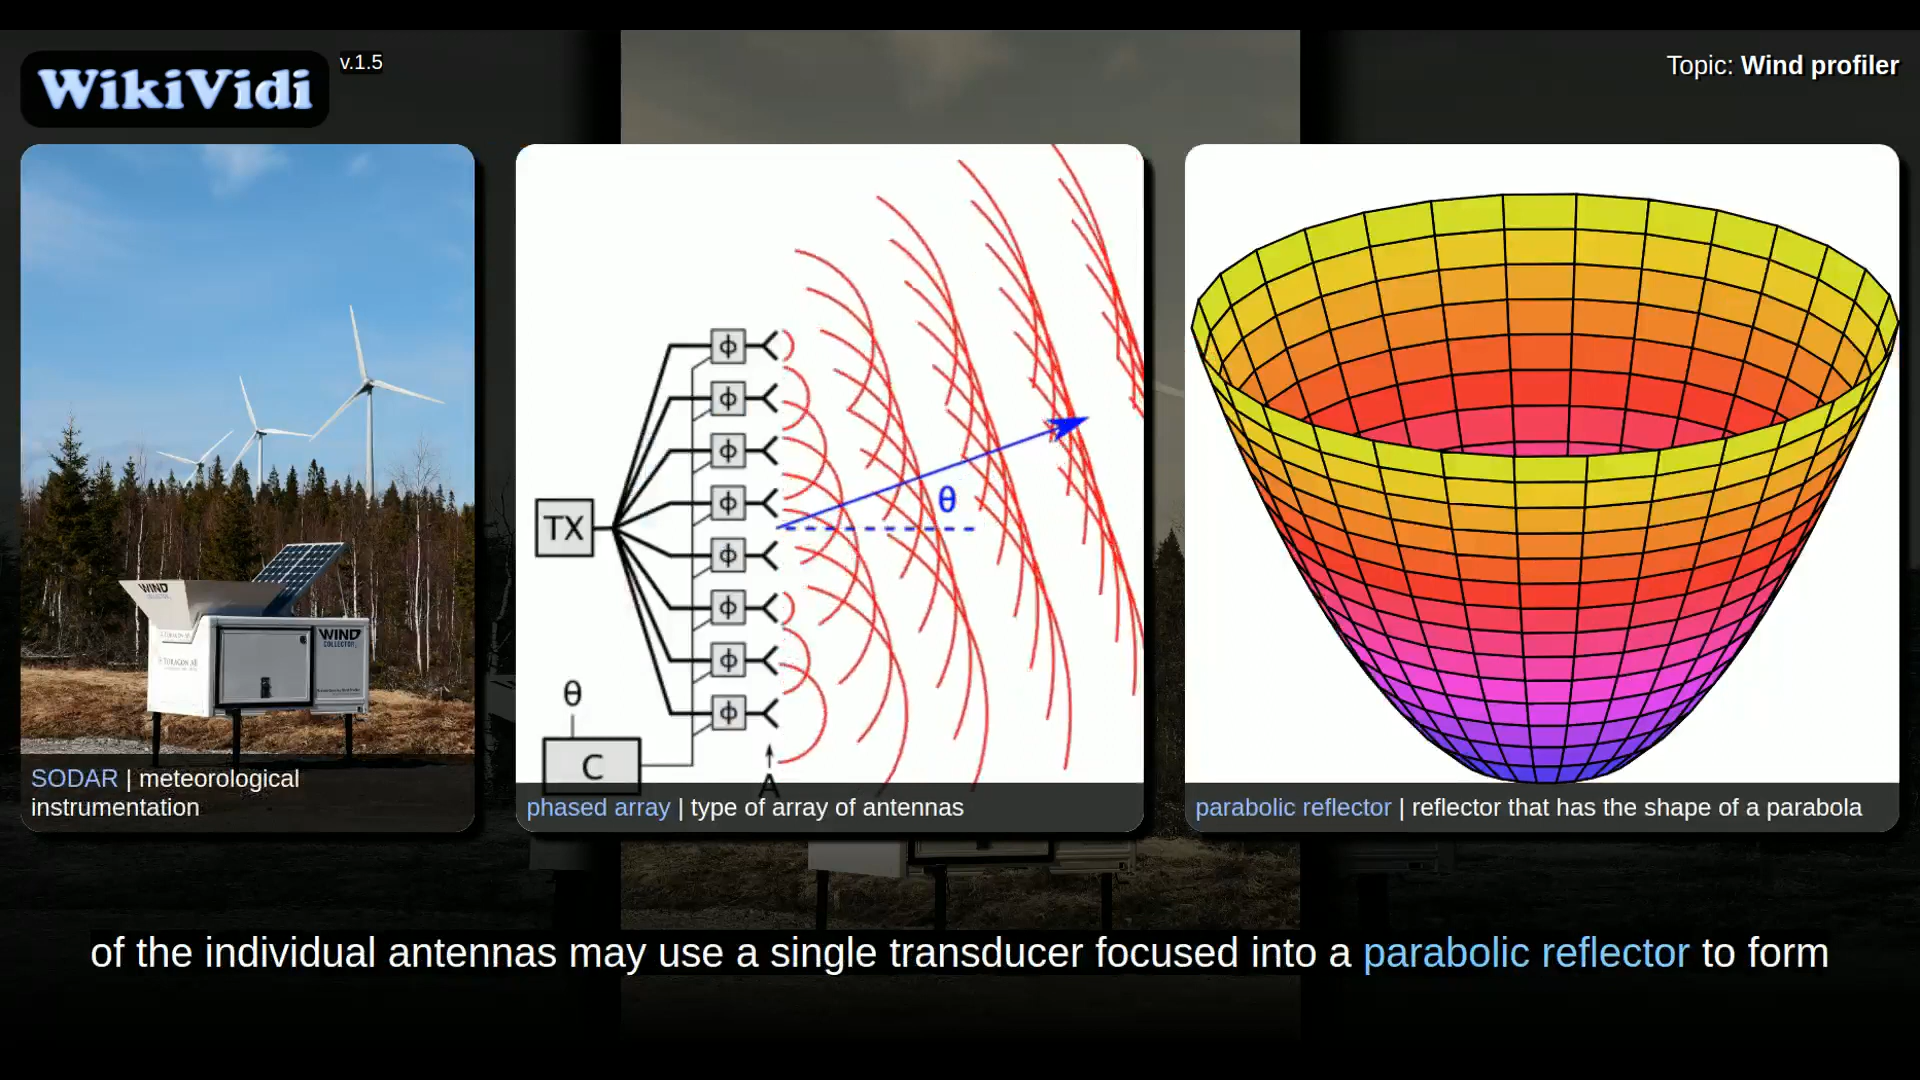 WikiVidi
v.1.5
Topic: Wind profiler
WIND
WIND
COLLECTOR
SODAR | meteorological
instrumentation
TX
ϕ
ϕ
ϕ
ϕ
ϕ
ϕ
ϕ
ϕ
θ
θ
C
A
phased array | type of array of antennas
parabolic reflector | reflector that has the shape of a parabola
of the individual antennas may use a single transducer focused into a parabolic reflector to form